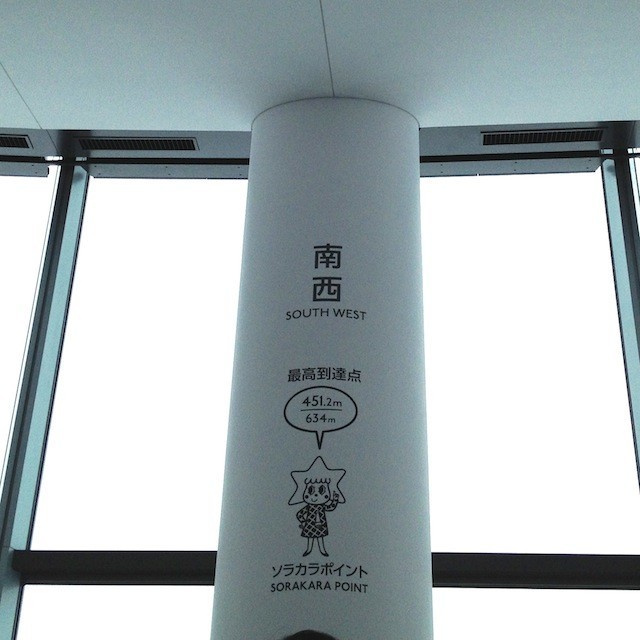 南
西
SOUTH WEST
最高到達点
451.2m
634m
ソラカラポイント
SORAKARA POINT